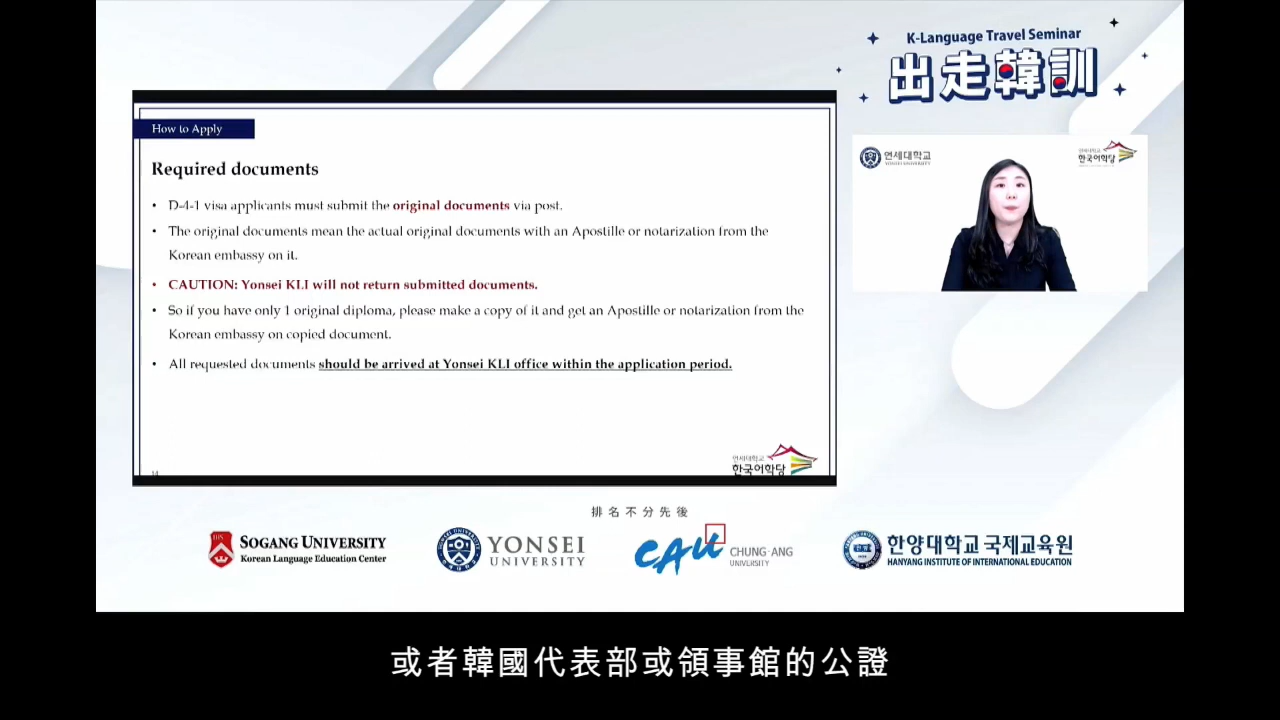 K-Language Travel Seminar
出走韓訓
How to Apply
Required documents
• D-4-1 visa applicants must submit the original documents via post.
• The original documents mean the actual original documents with an Apostille or notarization from the
Korean embassy on it.
• CAUTION: Yonsei KLI will not return submitted documents.
• So if you have only 1 original diploma, please make a copy of it and get an Apostille or notarization from the
Korean embassy on copied document.
• All requested documents should be arrived at Yonsei KLI office within the application period.
14
연세대학교
한국어학당
연세대학교
YONSEI UNIVERSITY
연세대학교
한국어학당
排名不分先後
SOGANG UNIVERSITY
Korean Language Education Center
YONSEI
UNIVERSITY
CAU
CHUNG·ANG
UNIVERSITY
한양대학교 국제교육원
HANYANG INSTITUTE OF INTERNATIONAL EDUCATION
或者韓國代表部或領事館的公證